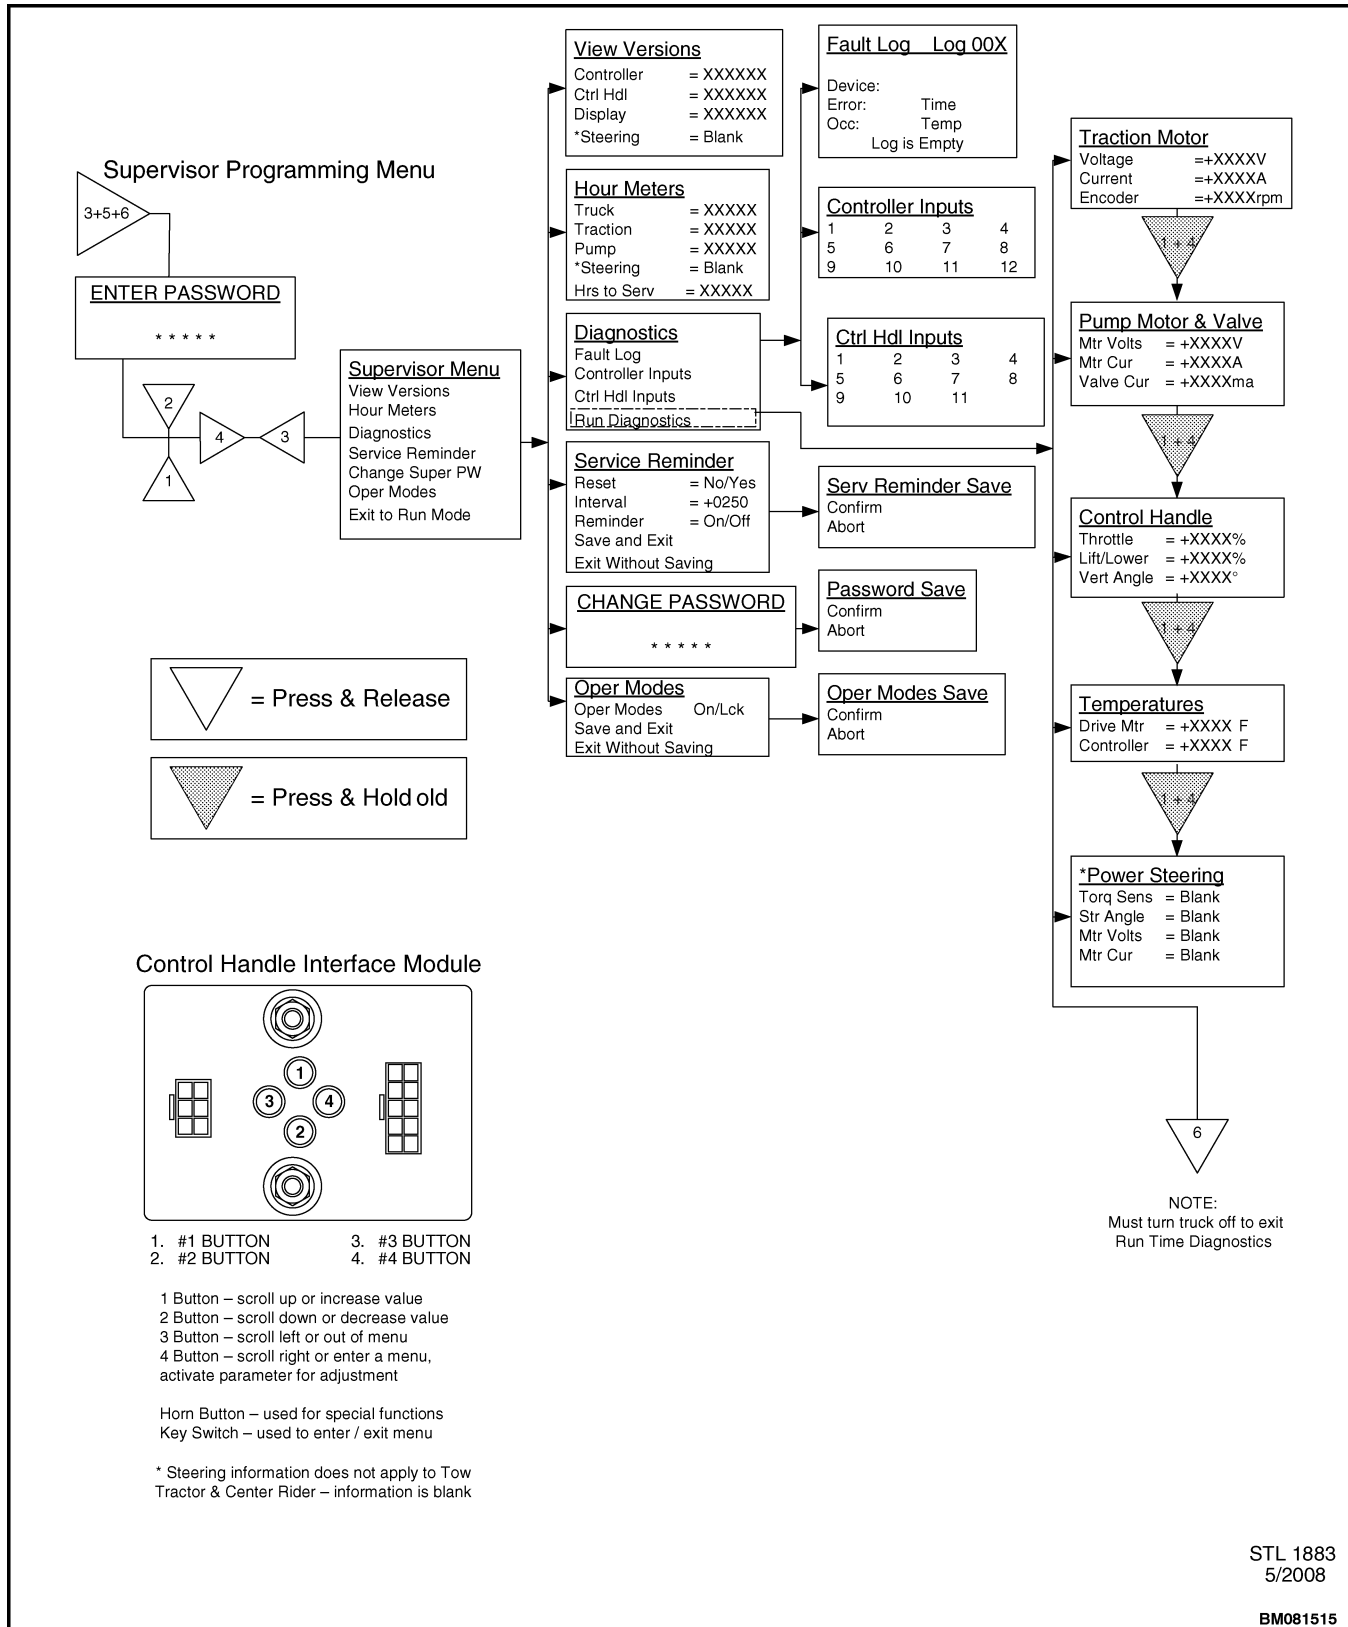 Supervisor Programming Menu
3+5+6
ENTER PASSWORD
* * * * *
2
4
3
1
Supervisor Menu
View Versions
Hour Meters
Diagnostics
Service Reminder
Change Super PW
Oper Modes
Exit to Run Mode
View Versions
Controller = XXXXXX
Ctrl Hdl = XXXXXX
Display = XXXXXX
*Steering = Blank
Hour Meters
Truck = XXXXX
Traction = XXXXX
Pump = XXXXX
*Steering = Blank
Hrs to Serv = XXXXX
Diagnostics
Fault Log
Controller Inputs
Ctrl Hdl Inputs
Run Diagnostics
Service Reminder
Reset = No/Yes
Interval = +0250
Reminder = On/Off
Save and Exit
Exit Without Saving
CHANGE PASSWORD
* * * * *
Oper Modes
Oper Modes On/Lck
Save and Exit
Exit Without Saving
Fault Log Log 00X
Device:
Error: Time
Occ: Temp
Log is Empty
Controller Inputs
1 2 3 4
5 6 7 8
9 10 11 12
Ctrl Hdl Inputs
1 2 3 4
5 6 7 8
9 10 11
Serv Reminder Save
Confirm
Abort
Password Save
Confirm
Abort
Oper Modes Save
Confirm
Abort
Traction Motor
Voltage =+XXXXV
Current =+XXXXA
Encoder =+XXXXrpm
1 + 4
Pump Motor & Valve
Mtr Volts = +XXXXV
Mtr Cur = +XXXXA
Valve Cur = +XXXXma
1 + 4
Control Handle
Throttle = +XXXX%
Lift/Lower = +XXXX%
Vert Angle = +XXXX°
1 + 4
Temperatures
Drive Mtr = +XXXX F
Controller = +XXXX F
1 + 4
*Power Steering
Torq Sens = Blank
Str Angle = Blank
Mtr Volts = Blank
Mtr Cur = Blank
6
NOTE:
Must turn truck off to exit
Run Time Diagnostics
= Press & Release
= Press & Hold old
Control Handle Interface Module
1
3
4
2
1. #1 BUTTON 3. #3 BUTTON
2. #2 BUTTON 4. #4 BUTTON
1 Button – scroll up or increase value
2 Button – scroll down or decrease value
3 Button – scroll left or out of menu
4 Button – scroll right or enter a menu,
activate parameter for adjustment
Horn Button – used for special functions
Key Switch – used to enter / exit menu
* Steering information does not apply to Tow
Tractor & Center Rider – information is blank
STL 1883
5/2008
BM081515